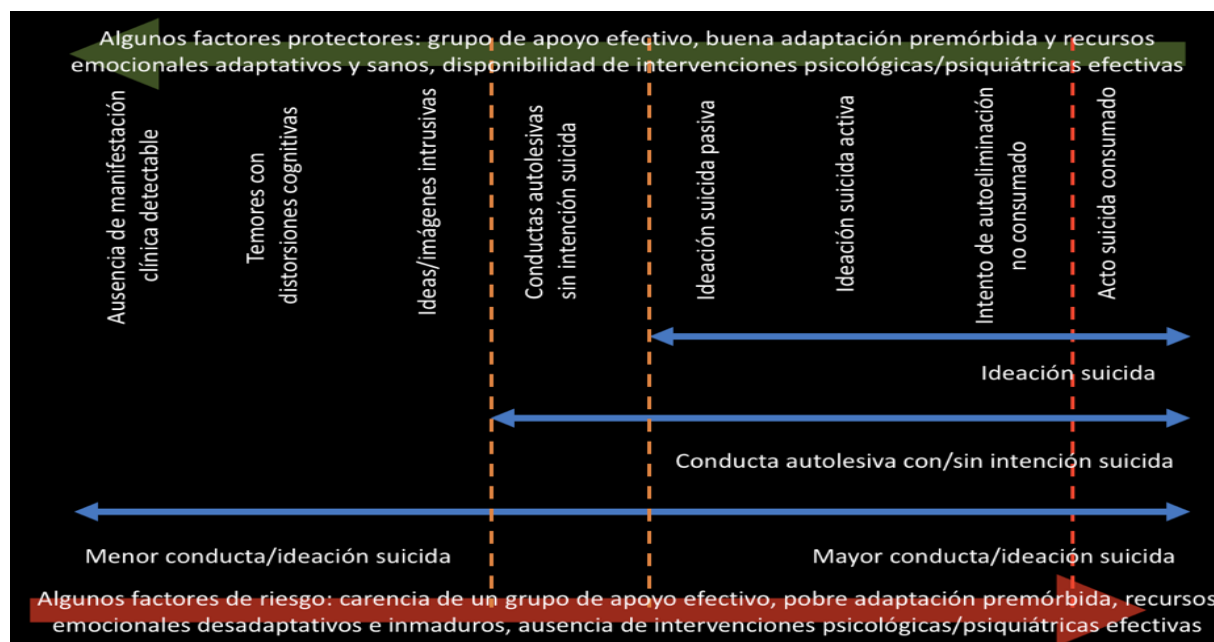 Algunos factores protectores: grupo de apoyo efectivo, buena adaptación premórbida y recursos
emocionales adaptativos y sanos, disponibilidad de intervenciones psicológicas/psiquiátricas efectivas
Ausencia de manifestación
clínica detectable
Temores con
distorsiones cognitivas
Ideas/imágenes intrusivas
Conductas autolesivas
sin intención suicida
Ideación suicida pasiva
Ideación suicida activa
Intento de autoeliminación
no consumado
Acto suicida consumado
Ideación suicida
Conducta autolesiva con/sin intención suicida
Menor conducta/ideación suicida
Mayor conducta/ideación suicida
Algunos factores de riesgo: carencia de un grupo de apoyo efectivo, pobre adaptación premórbida, recursos
emocionales desadaptativos e inmaduros, ausencia de intervenciones psicológicas/psiquiátricas efectivas